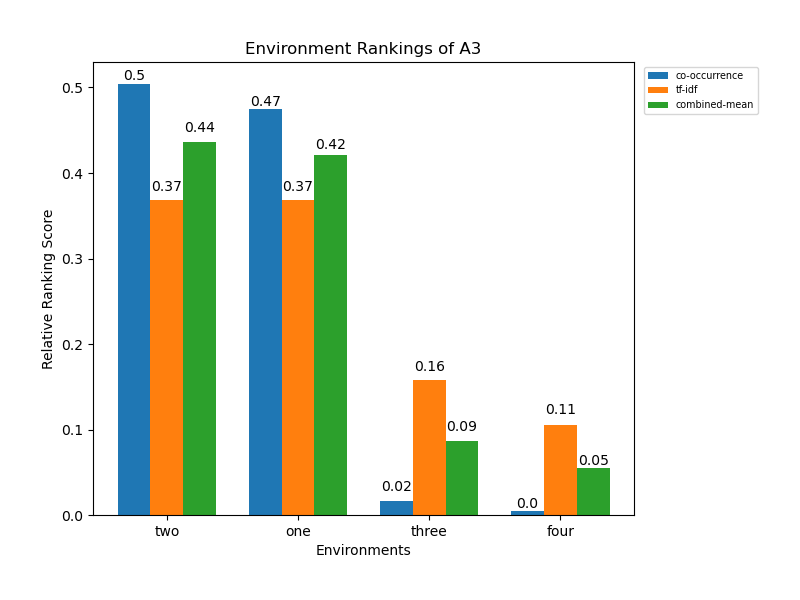 Environment Rankings of A3
co-occurrence
tf-idf
combined-mean
Relative Ranking Score
0.5
0.4
0.3
0.2
0.1
0.0
0.5
0.37
0.44
0.47
0.37
0.42
0.02
0.16
0.09
0.0
0.11
0.05
two one three four
Environments